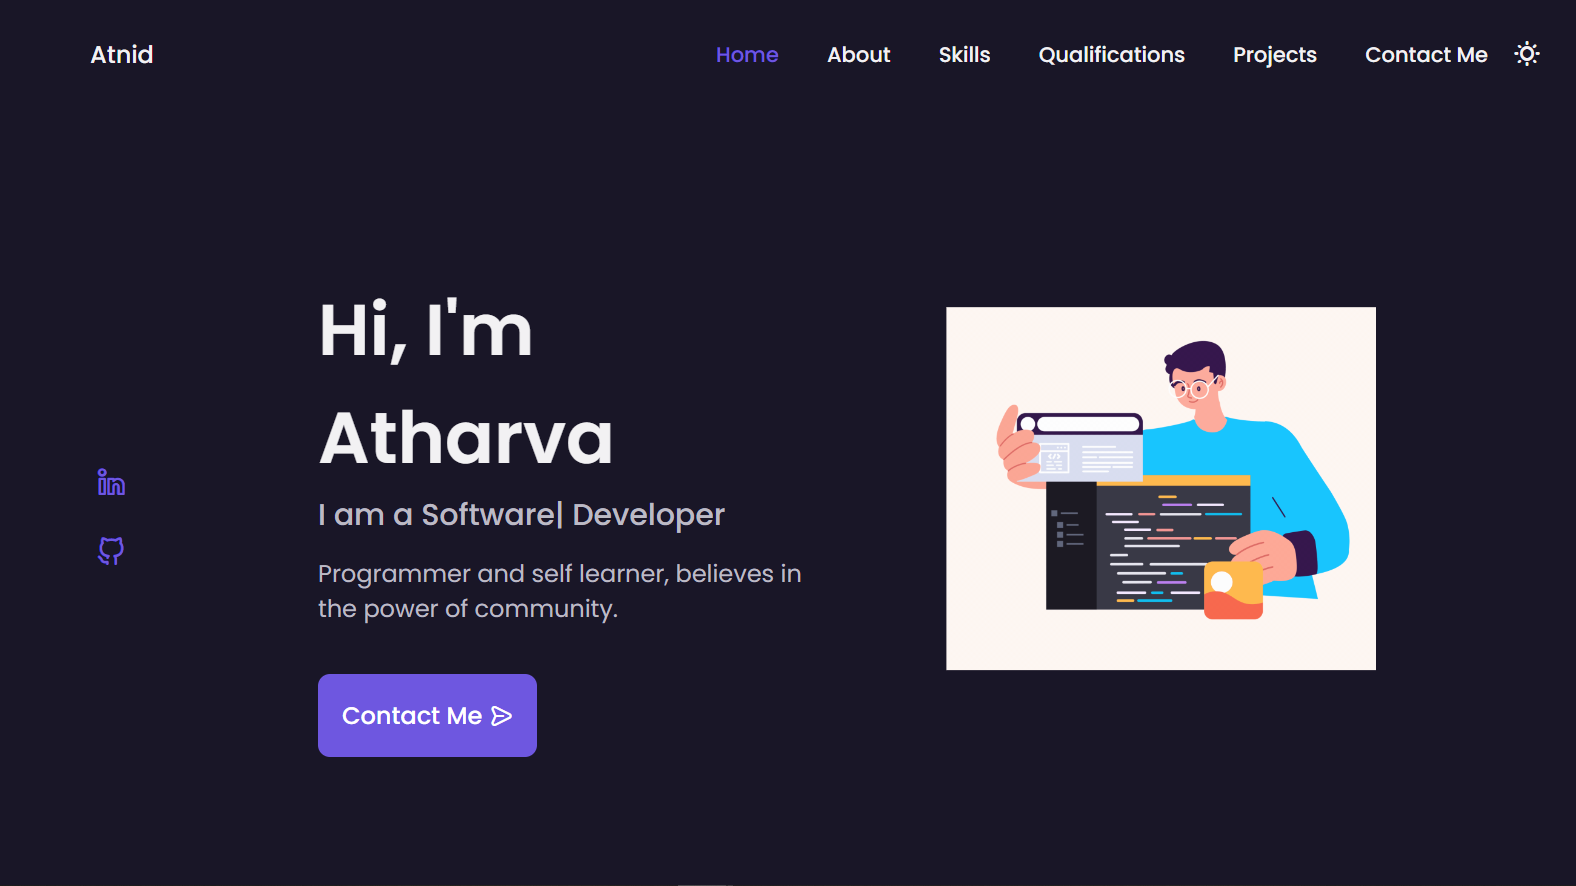 Atnid
Home About Skills Qualifications Projects Contact Me
Hi, I'm
Atharva
I am a Software| Developer
Programmer and self learner, believes in
the power of community.
Contact Me